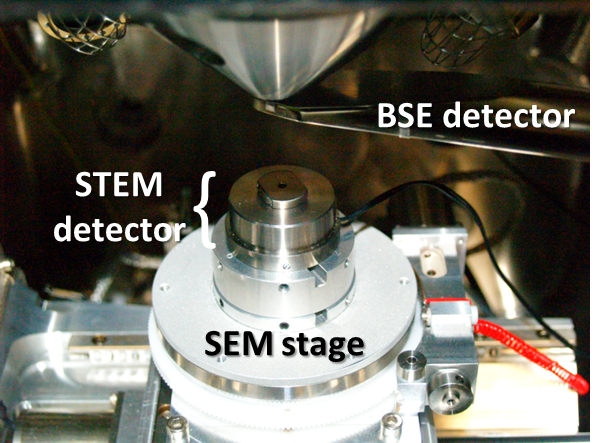 BSE detector
STEM
detector
SEM stage